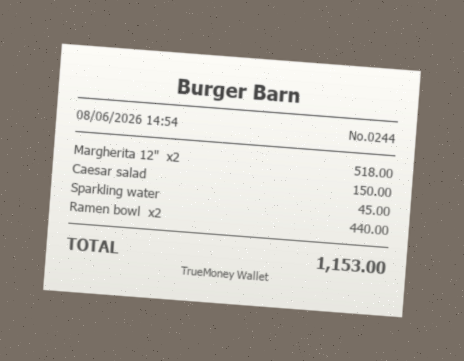 Burger Barn
08/06/2026 14:54 No.0244
Margherita 12" x2 518.00
Caesar salad 150.00
Sparkling water 45.00
Ramen bowl x2 440.00
TOTAL 1,153.00
TrueMoney Wallet